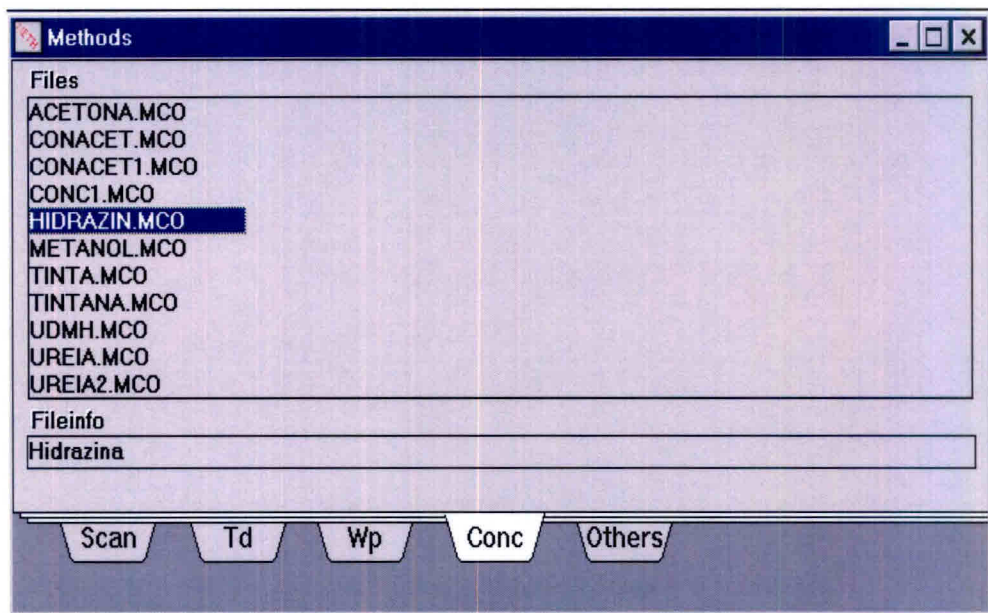 Methods
Files
ACETONA.MCO
CONACET.MCO
CONACET1.MCO
CONC1.MCO
HIDRAZIN.MCO
METANOL.MCO
TINTA.MCO
TINTANA.MCO
UDMH.MCO
UREIA.MCO
UREIA2.MCO
Fileinfo
Hidrazina
Scan Td Wp Conc Others